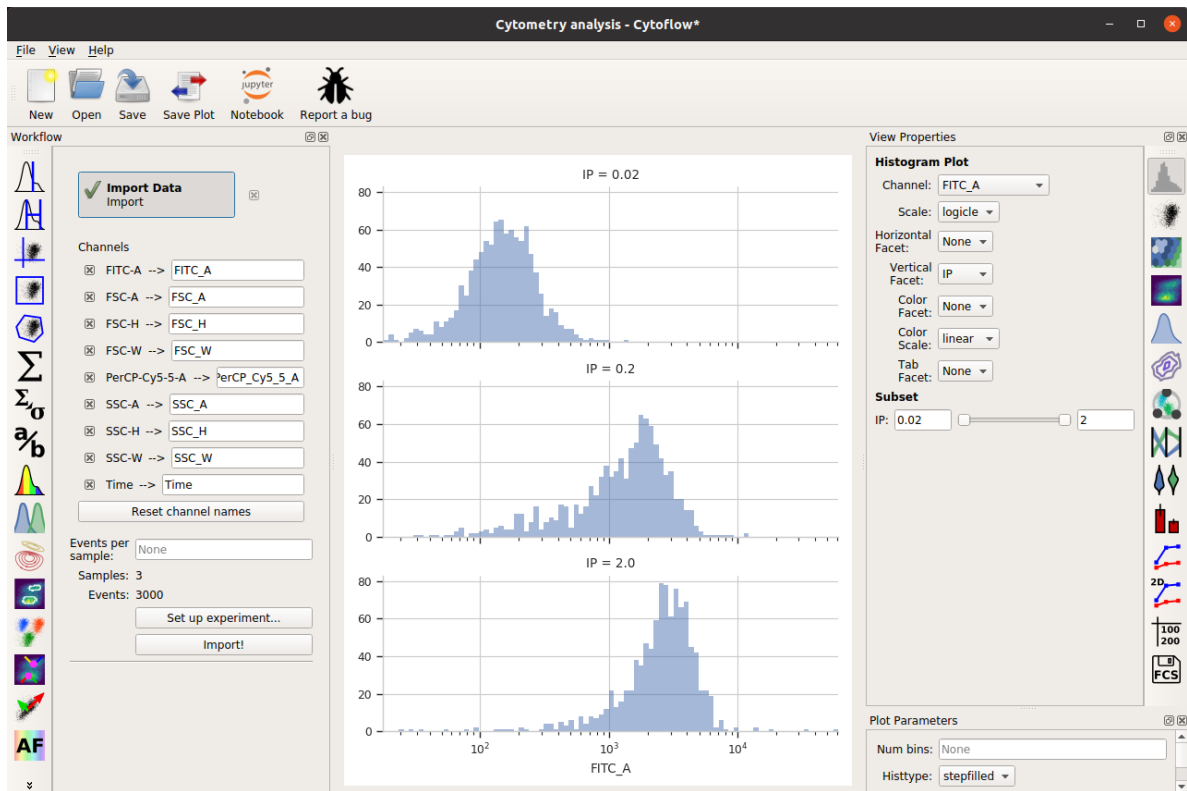 Cytometry analysis - Cytoflow*
File View Help
New Open Save Save Plot Notebook Report a bug
jupyter
Workflow
Import Data
Import
Channels
FITC-A --> FITC_A
FSC-A --> FSC_A
FSC-H --> FSC_H
FSC-W --> FSC_W
PerCP-Cy5-5-A --> PerCP_Cy5_5_A
SSC-A --> SSC_A
SSC-H --> SSC_H
SSC-W --> SSC_W
Time --> Time
Reset channel names
Events per
sample: None
Samples: 3
Events: 3000
Set up experiment...
Import!
Σ
Σ,σ
a/b
AF
IP = 0.02
80
60
40
20
0
IP = 0.2
80
60
40
20
0
IP = 2.0
80
60
40
20
0
10² 10³ 10⁴
FITC_A
View Properties
Histogram Plot
Channel: FITC_A
Scale: logicle
Horizontal
Facet: None
Vertical
Facet: IP
Color
Facet: None
Color
Scale: linear
Tab
Facet: None
Subset
IP: 0.02 2
2D
100
200
FCS
Plot Parameters
Num bins: None
Histtype: stepfilled